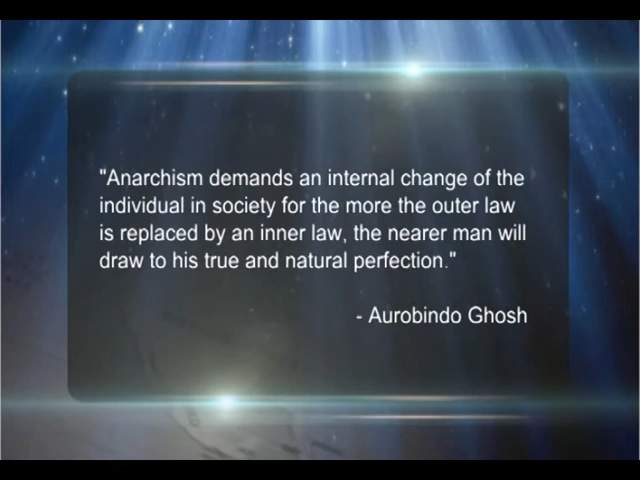 "Anarchism demands an internal change of the
individual in society for the more the outer law
is replaced by an inner law, the nearer man will
draw to his true and natural perfection."
- Aurobindo Ghosh